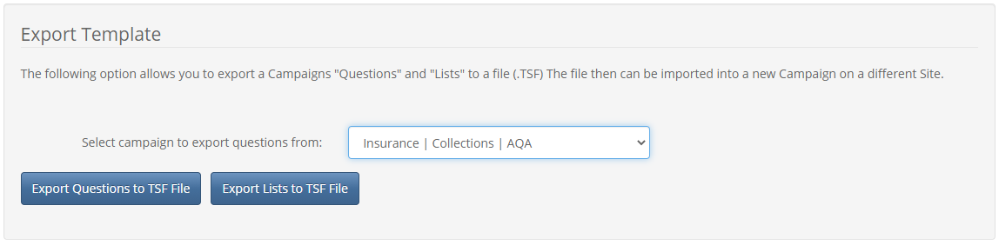 Export Template
The following option allows you to export a Campaigns "Questions" and "Lists" to a file (.TSF) The file then can be imported into a new Campaign on a different Site.
Select campaign to export questions from:
Insurance | Collections | AQA
Export Questions to TSF File
Export Lists to TSF File